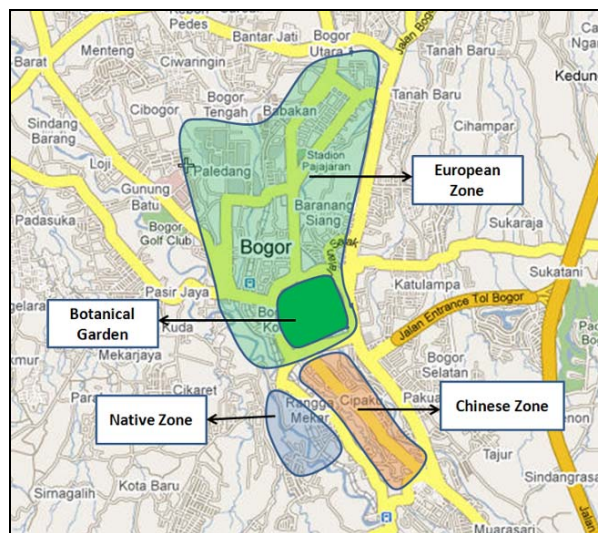 Kebon Pedes
Bantar Jati
Bogor Utara
Jalan Bogor
Tanah Baru
Menteng
Ciwaringin
Barat
Kedung
Bogor Tengah
Babakan
Tanah Baru
Cibogor
Sindang Barang
Cihampar
Loji
Paledang
Stadion Pajajaran
European Zone
Gunung Batu
Baranang Siang
Padasuka
Sukaraja
Bogor Golf Club
Bogor
Salak
Sukatani
Pasir Jaya
Katulampa
Botanical Garden
Jalan Entrance Tol Bogor
Kuda
Mekarjaya
Bogor Selatan
Cikaret
Cipaku
Pakua
Chinese Zone
Native Zone
Rangga Mekar
Tajur
Kota Baru
Sirnagalih
Sindangrasa
Muarasari